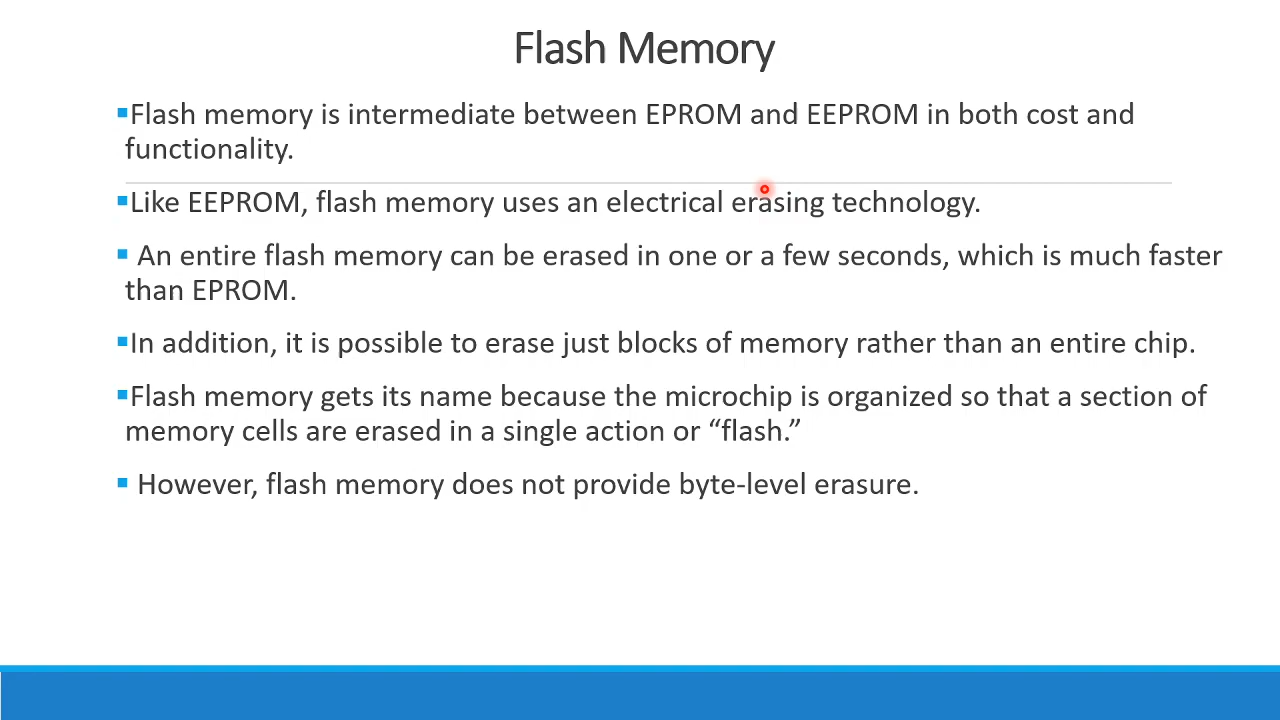 Flash Memory
▪Flash memory is intermediate between EPROM and EEPROM in both cost and
functionality.
▪Like EEPROM, flash memory uses an electrical erasing technology.
▪ An entire flash memory can be erased in one or a few seconds, which is much faster
than EPROM.
▪In addition, it is possible to erase just blocks of memory rather than an entire chip.
▪Flash memory gets its name because the microchip is organized so that a section of
memory cells are erased in a single action or “flash.”
▪ However, flash memory does not provide byte-level erasure.